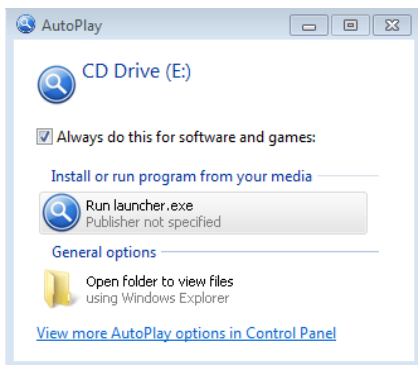 AutoPlay
CD Drive (E:)
Always do this for software and games:
Install or run program from your media
Run launcher.exe
Publisher not specified
General options
Open folder to view files
using Windows Explorer
View more AutoPlay options in Control Panel